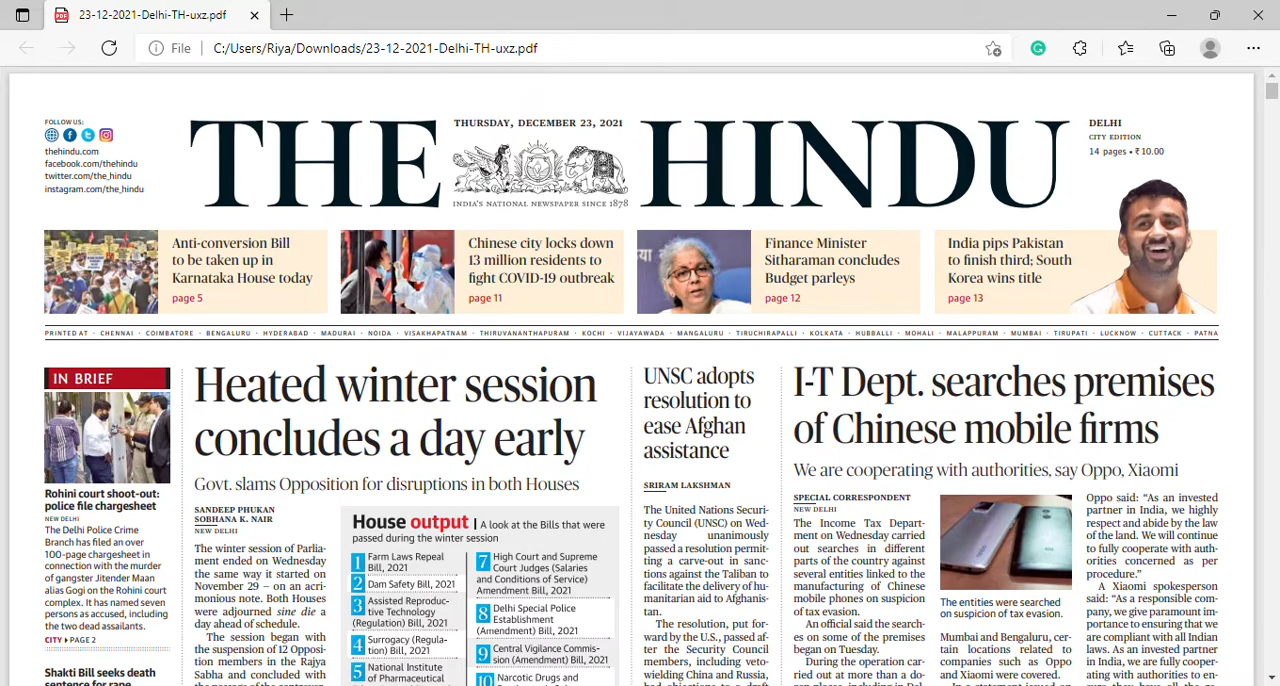 23-12-2021-Delhi-TH-uxz.pdf
File
C:/Users/Riya/Downloads/23-12-2021-Delhi-TH-uxz.pdf
FOLLOW US:
thehindu.com
facebook.com/thehindu
twitter.com/the_hindu
instagram.com/the_hindu
THE HINDU
THURSDAY, DECEMBER 23, 2021
INDIA'S NATIONAL NEWSPAPER SINCE 1878
DELHI
CITY EDITION
14 pages • ₹10.00
Anti-conversion Bill
to be taken up in
Karnataka House today
page 5
Chinese city locks down
13 million residents to
fight COVID-19 outbreak
page 11
Finance Minister
Sitharaman concludes
Budget parleys
page 12
India pips Pakistan
to finish third; South
Korea wins title
page 13
PRINTED AT · CHENNAI · COIMBATORE · BENGALURU · HYDERABAD · MADURAI · NOIDA · VISAKHAPATNAM · THIRUVANANTHAPURAM · KOCHI · VIJAYAWADA · MANGALURU · TIRUCHIRAPALLI · KOLKATA · HUBBALLI · MOHALI · MALAPPURAM · MUMBAI · TIRUPATI · LUCKNOW · CUTTACK · PATNA
IN BRIEF
Rohini court shoot-out:
police file chargesheet
NEW DELHI
The Delhi Police Crime
Branch has filed an over
100-page chargesheet in
connection with the murder
of gangster Jitender Maan
alias Gogi on the Rohini court
complex. It has named seven
persons as accused, including
the two dead assailants.
CITY PAGE 2
Shakti Bill seeks death
sentence for rape
Heated winter session
concludes a day early
Govt. slams Opposition for disruptions in both Houses
SANDEEP PHUKAN
SOBHANA K. NAIR
NEW DELHI
The winter session of Parlia-
ment ended on Wednesday
the same way it started on
November 29 – on an acri-
monious note. Both Houses
were adjourned sine die a
day ahead of schedule.
The session began with
the suspension of 12 Opposi-
tion members in the Rajya
Sabha and concluded with
House output | A look at the Bills that were
passed during the winter session
1 Farm Laws Repeal
Bill, 2021
2 Dam Safety Bill, 2021
3 Assisted Reproduc-
tive Technology
(Regulation) Bill, 2021
4 Surrogacy (Regula-
tion) Bill, 2021
5 National Institute
of Pharmaceutical
7 High Court and Supreme
Court Judges (Salaries
and Conditions of Service)
Amendment Bill, 2021
8 Delhi Special Police
Establishment
(Amendment) Bill, 2021
9 Central Vigilance Commis-
sion (Amendment) Bill, 2021
10 Narcotic Drugs and
UNSC adopts
resolution to
ease Afghan
assistance
SRIRAM LAKSHMAN
The United Nations Securi-
ty Council (UNSC) on Wed-
nesday unanimously
passed a resolution permit-
ting a carve-out in sanc-
tions against the Taliban to
facilitate the delivery of hu-
manitarian aid to Afghanis-
tan.
The resolution, put for-
ward by the U.S., passed af-
ter the Security Council
members, including veto-
wielding China and Russia,
I-T Dept. searches premises
of Chinese mobile firms
We are cooperating with authorities, say Oppo, Xiaomi
SPECIAL CORRESPONDENT
NEW DELHI
The Income Tax Depart-
ment on Wednesday carried
out searches in different
parts of the country against
several entities linked to the
manufacturing of Chinese
mobile phones on suspicion
of tax evasion.
An official said the search-
es on some of the premises
began on Tuesday.
During the operation car-
ried out at more than a do-
The entities were searched
on suspicion of tax evasion.
Mumbai and Bengaluru, cer-
tain locations related to
companies such as Oppo
and Xiaomi were covered.
In a statement issued on
Oppo said: “As an invested
partner in India, we highly
respect and abide by the law
of the land. We will continue
to fully cooperate with auth-
orities concerned as per
procedure.”
A Xiaomi spokesperson
said: “As a responsible com-
pany, we give paramount im-
portance to ensuring that we
are compliant with all Indian
laws. As an invested partner
in India, we are fully cooper-
ating with authorities to en-